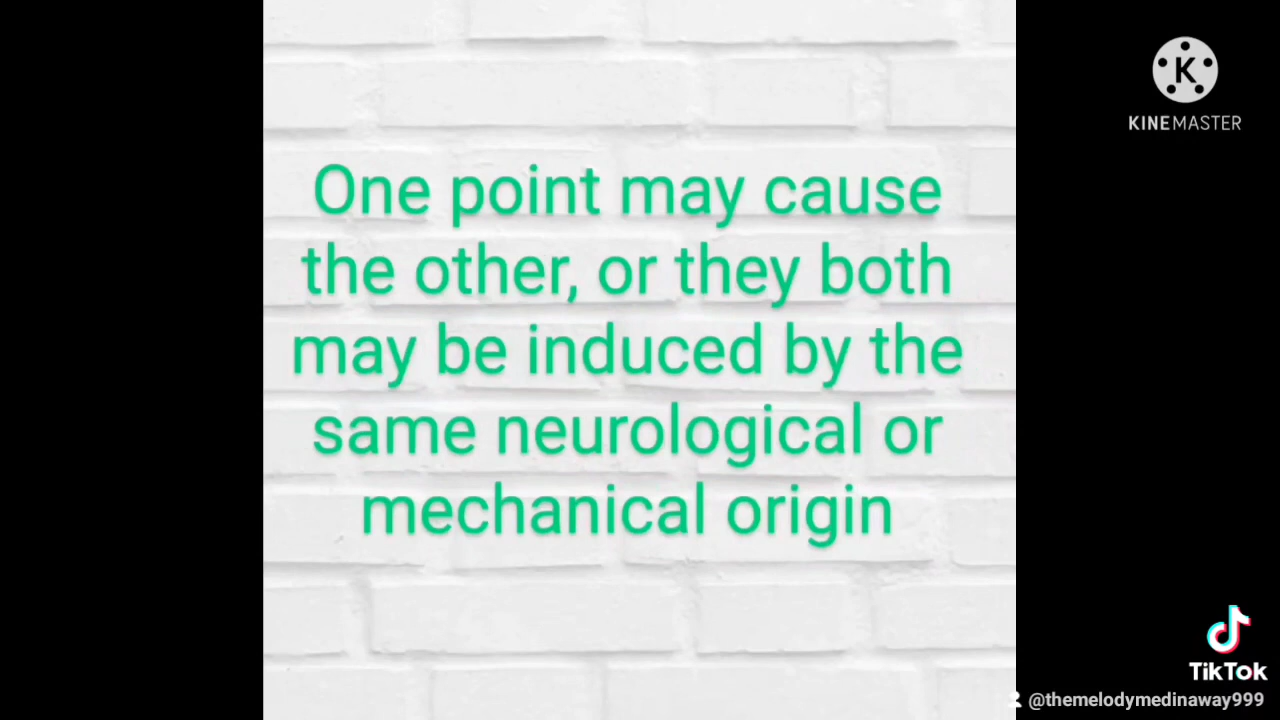 One point may cause
the other, or they both
may be induced by the
same neurological or
mechanical origin
K
KINEMASTER
TikTok
@themelodymedinaway999